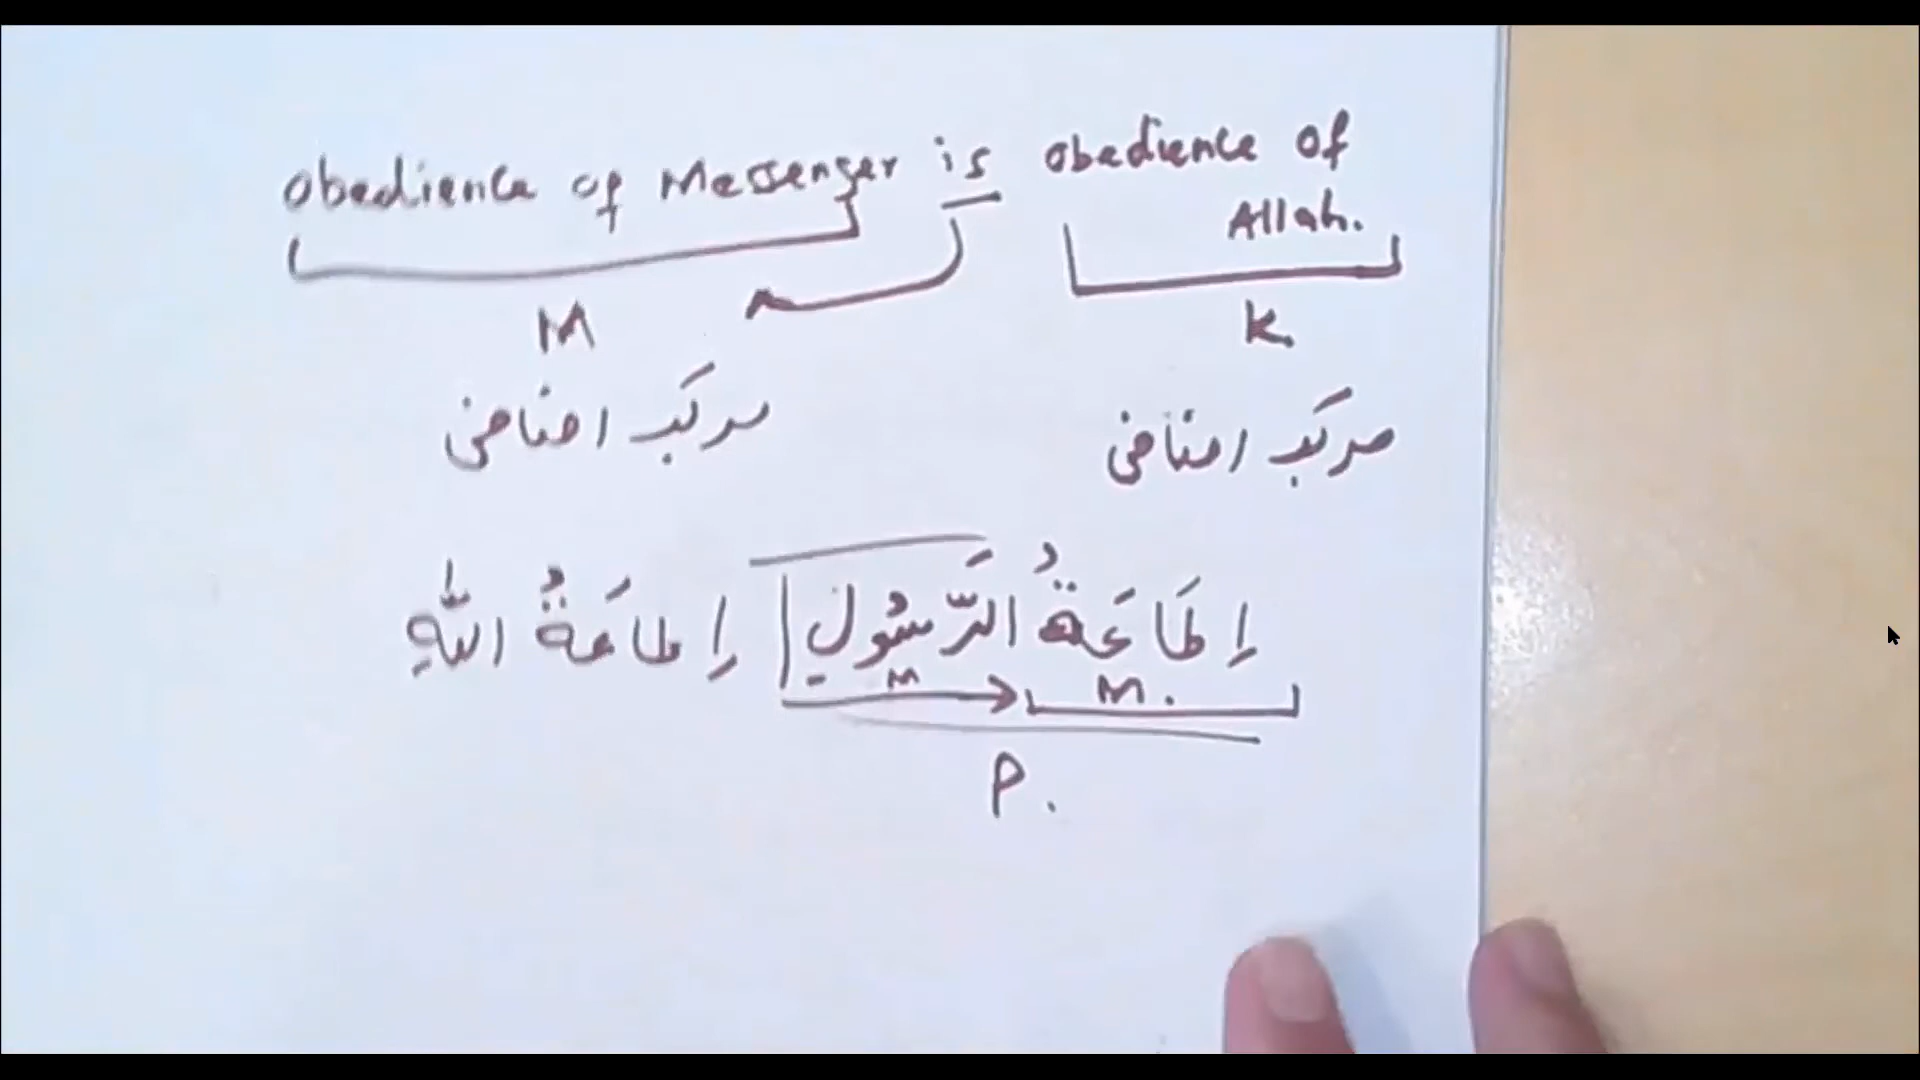 obedience of Messenger is obedience of
Allah.
M K.
مرکب اضافی مرکب اضافی
إِطَاعَةُ الرَّسُولِ إِطَاعَةُ اللّٰهِ
M M.
P.